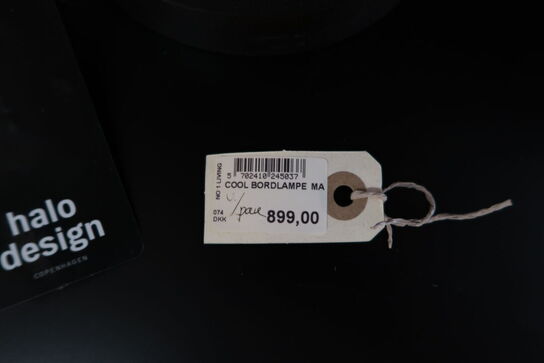 halo
design
COPENHAGEN
NO 1 LIVING
702410 245037
COOL BORDLAMPE MA
074
DKK
899,00